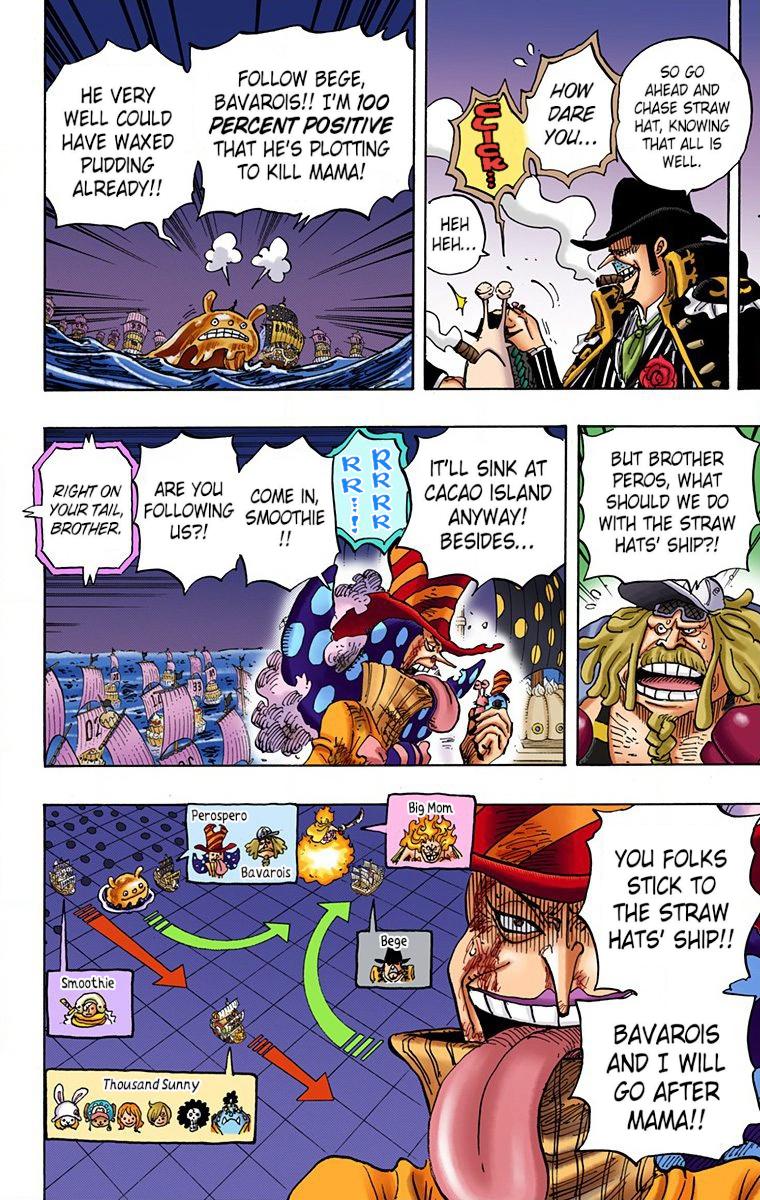 SO GO
AHEAD AND
CHASE STRAW
HAT, KNOWING
THAT ALL IS
WELL.
HOW
DARE
YOU...
CLICK...
HEH
HEH...
FOLLOW BEGE,
BAVAROIS!! I'M 100
PERCENT POSITIVE
THAT HE'S PLOTTING
TO KILL MAMA!
HE VERY
WELL COULD
HAVE WAXED
PUDDING
ALREADY!!
BUT BROTHER
PEROS, WHAT
SHOULD WE DO
WITH THE STRAW
HATS' SHIP?!
IT'LL SINK AT
CACAO ISLAND
ANYWAY!
BESIDES...
RRRR
RR...!
COME IN,
SMOOTHIE
!!
ARE YOU
FOLLOWING
US?!
RIGHT ON
YOUR TAIL,
BROTHER.
YOU FOLKS
STICK TO
THE STRAW
HATS' SHIP!!
BAVAROIS
AND I WILL
GO AFTER
MAMA!!
Big Mom
Perospero
Bavarois
Bege
Smoothie
Thousand Sunny